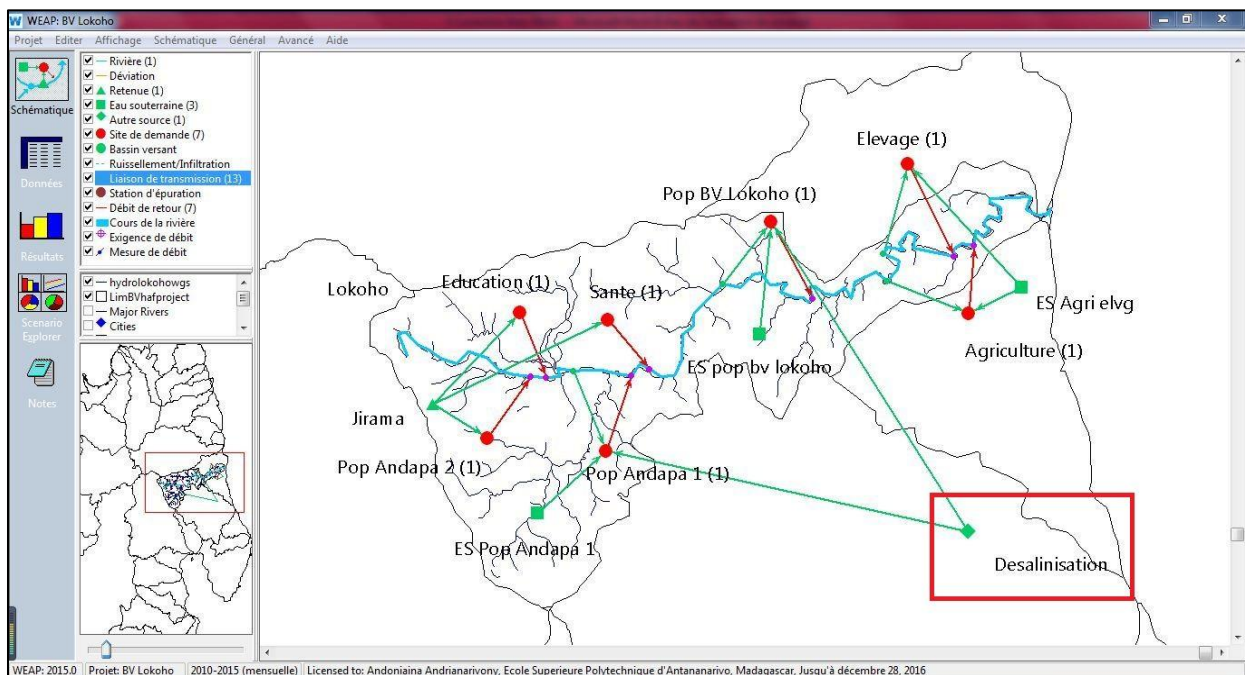 WEAP: BV Lokoho
Projet Editer Affichage Schématique Général Avancé Aide
Schématique
Données
Résultats
Scenario
Explorer
Notes
Rivière (1)
Déviation
Retenue (1)
Eau souterraine (3)
Autre source (1)
Site de demande (7)
Bassin versant
Ruissellement/Infiltration
Liaison de transmission (13)
Station d'épuration
Débit de retour (7)
Cours de la rivière
Exigence de débit
Mesure de débit
hydrolokohowgs
LimBVhafproject
Major Rivers
Cities
Elevage (1)
Pop BV Lokoho (1)
Lokoho
Education (1)
Sante (1)
ES Agri elvg
Agriculture (1)
ES pop bv lokoho
Jirama
Pop Andapa 2 (1)
Pop Andapa 1 (1)
ES Pop Andapa 1
Desalinisation
WEAP: 2015.0 Projet: BV Lokoho 2010-2015 (mensuelle) Licensed to: Andoniaina Andrianarivony, Ecole Superieure Polytechnique d'Antananarivo, Madagascar, Jusqu'à décembre 28, 2016